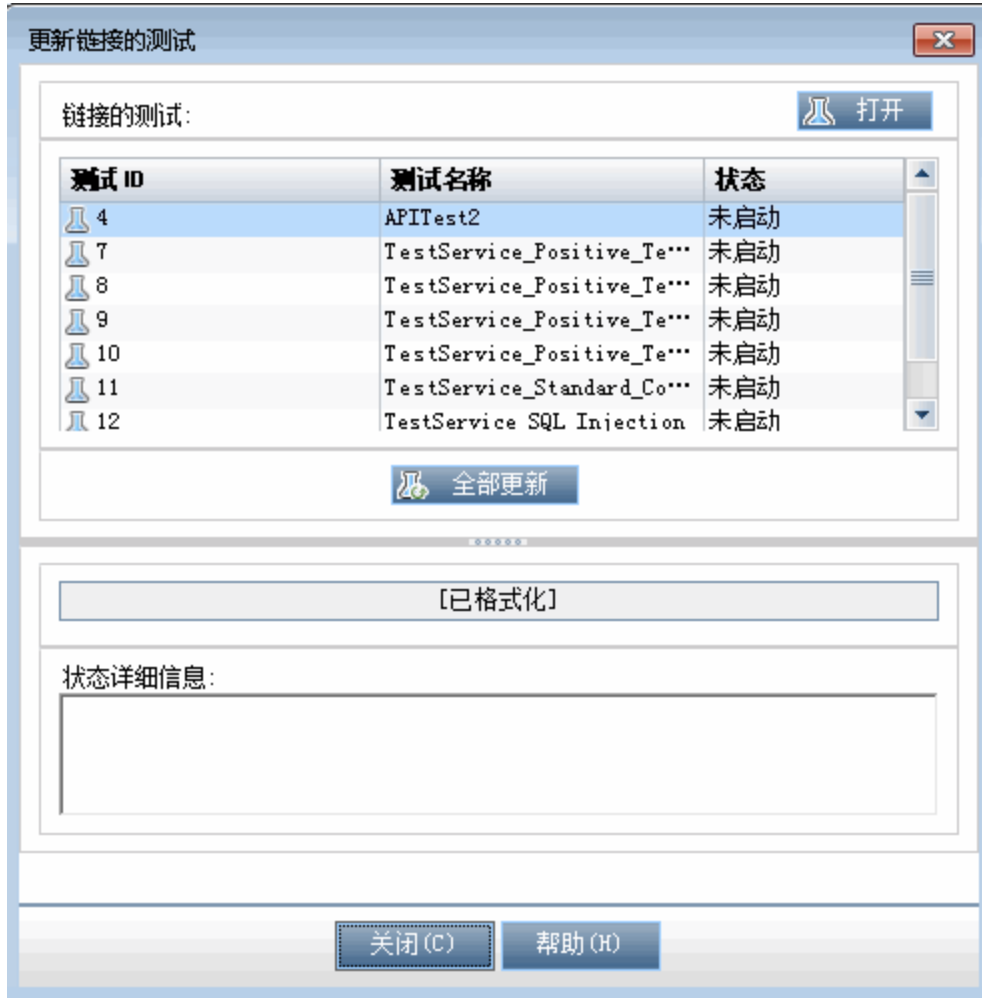 更新链接的测试
链接的测试:
打开
测试 ID 测试名称 状态
4 APITest2 未启动
7 TestService_Positive_Te… 未启动
8 TestService_Positive_Te… 未启动
9 TestService_Positive_Te… 未启动
10 TestService_Positive_Te… 未启动
11 TestService_Standard_Co… 未启动
12 TestService SQL Injection 未启动
全部更新
[已格式化]
状态详细信息:
关闭(C) 帮助(H)